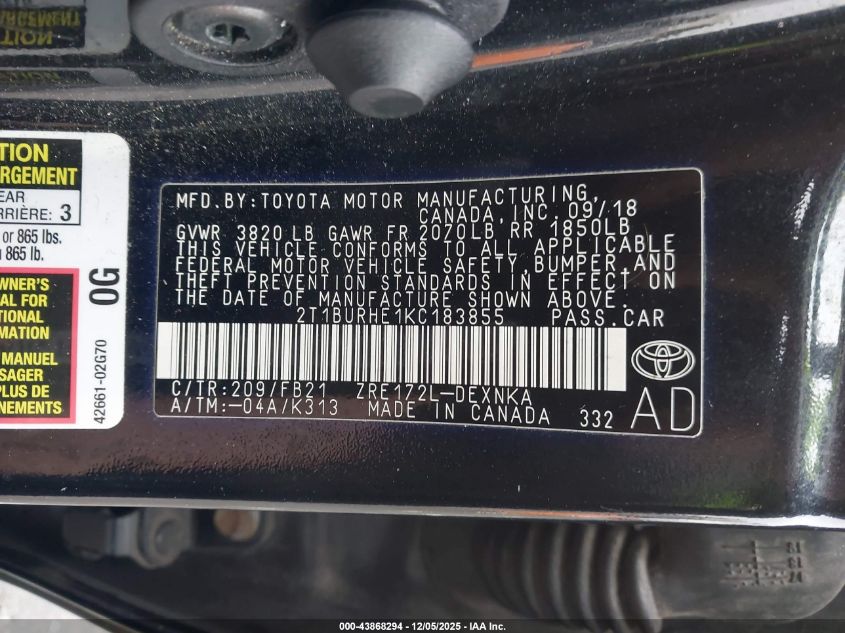 TION
RGEMENT
EAR
RRIÈRE: 3
or 865 lbs.
865 lb.
WNER'S
AL FOR
TIONAL
MATION
MANUEL
SAGER
PLUS DE
NEMENTS
42661-02G70
0G
MFD.BY:TOYOTA MOTOR MANUFACTURING,
CANADA,INC. 09/18
GVWR 3820LB GAWR FR 2070LB,RR 1850LB
THIS VEHICLE CONFORMS TO ALL APPLICABLE
FEDERAL MOTOR VEHICLE SAFETY,BUMPER,AND
THEFT PREVENTION STANDARDS IN EFFECT ON
THE DATE OF MANUFACTURE SHOWN ABOVE.
2T1BURHE1KC183855 PASS.CAR
C/TR:209/FB21 ZRE172L-DEXNKA
A/TM:-04A/K313 MADE IN CANADA 332
AD
000-43868294 - 12/05/2025 - IAA Inc.